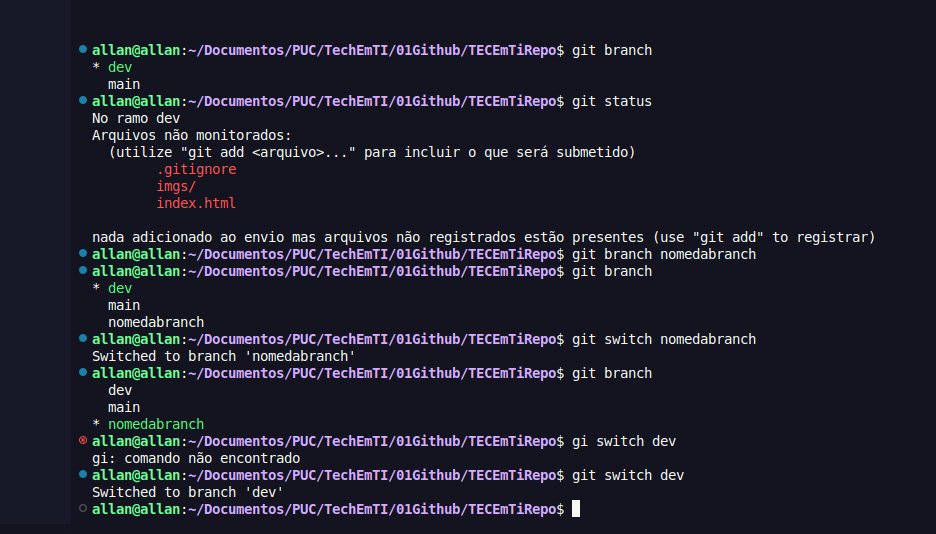 allan@allan:~/Documentos/PUC/TechEmTI/01Github/TECEmTiRepo$ git branch
* dev
  main
allan@allan:~/Documentos/PUC/TechEmTI/01Github/TECEmTiRepo$ git status
No ramo dev
Arquivos não monitorados:
  (utilize "git add <arquivo>..." para incluir o que será submetido)
        .gitignore
        imgs/
        index.html

nada adicionado ao envio mas arquivos não registrados estão presentes (use "git add" to registrar)
allan@allan:~/Documentos/PUC/TechEmTI/01Github/TECEmTiRepo$ git branch nomedabranch
allan@allan:~/Documentos/PUC/TechEmTI/01Github/TECEmTiRepo$ git branch
* dev
  main
  nomedabranch
allan@allan:~/Documentos/PUC/TechEmTI/01Github/TECEmTiRepo$ git switch nomedabranch
Switched to branch 'nomedabranch'
allan@allan:~/Documentos/PUC/TechEmTI/01Github/TECEmTiRepo$ git branch
  dev
  main
* nomedabranch
allan@allan:~/Documentos/PUC/TechEmTI/01Github/TECEmTiRepo$ gi switch dev
gi: comando não encontrado
allan@allan:~/Documentos/PUC/TechEmTI/01Github/TECEmTiRepo$ git switch dev
Switched to branch 'dev'
allan@allan:~/Documentos/PUC/TechEmTI/01Github/TECEmTiRepo$